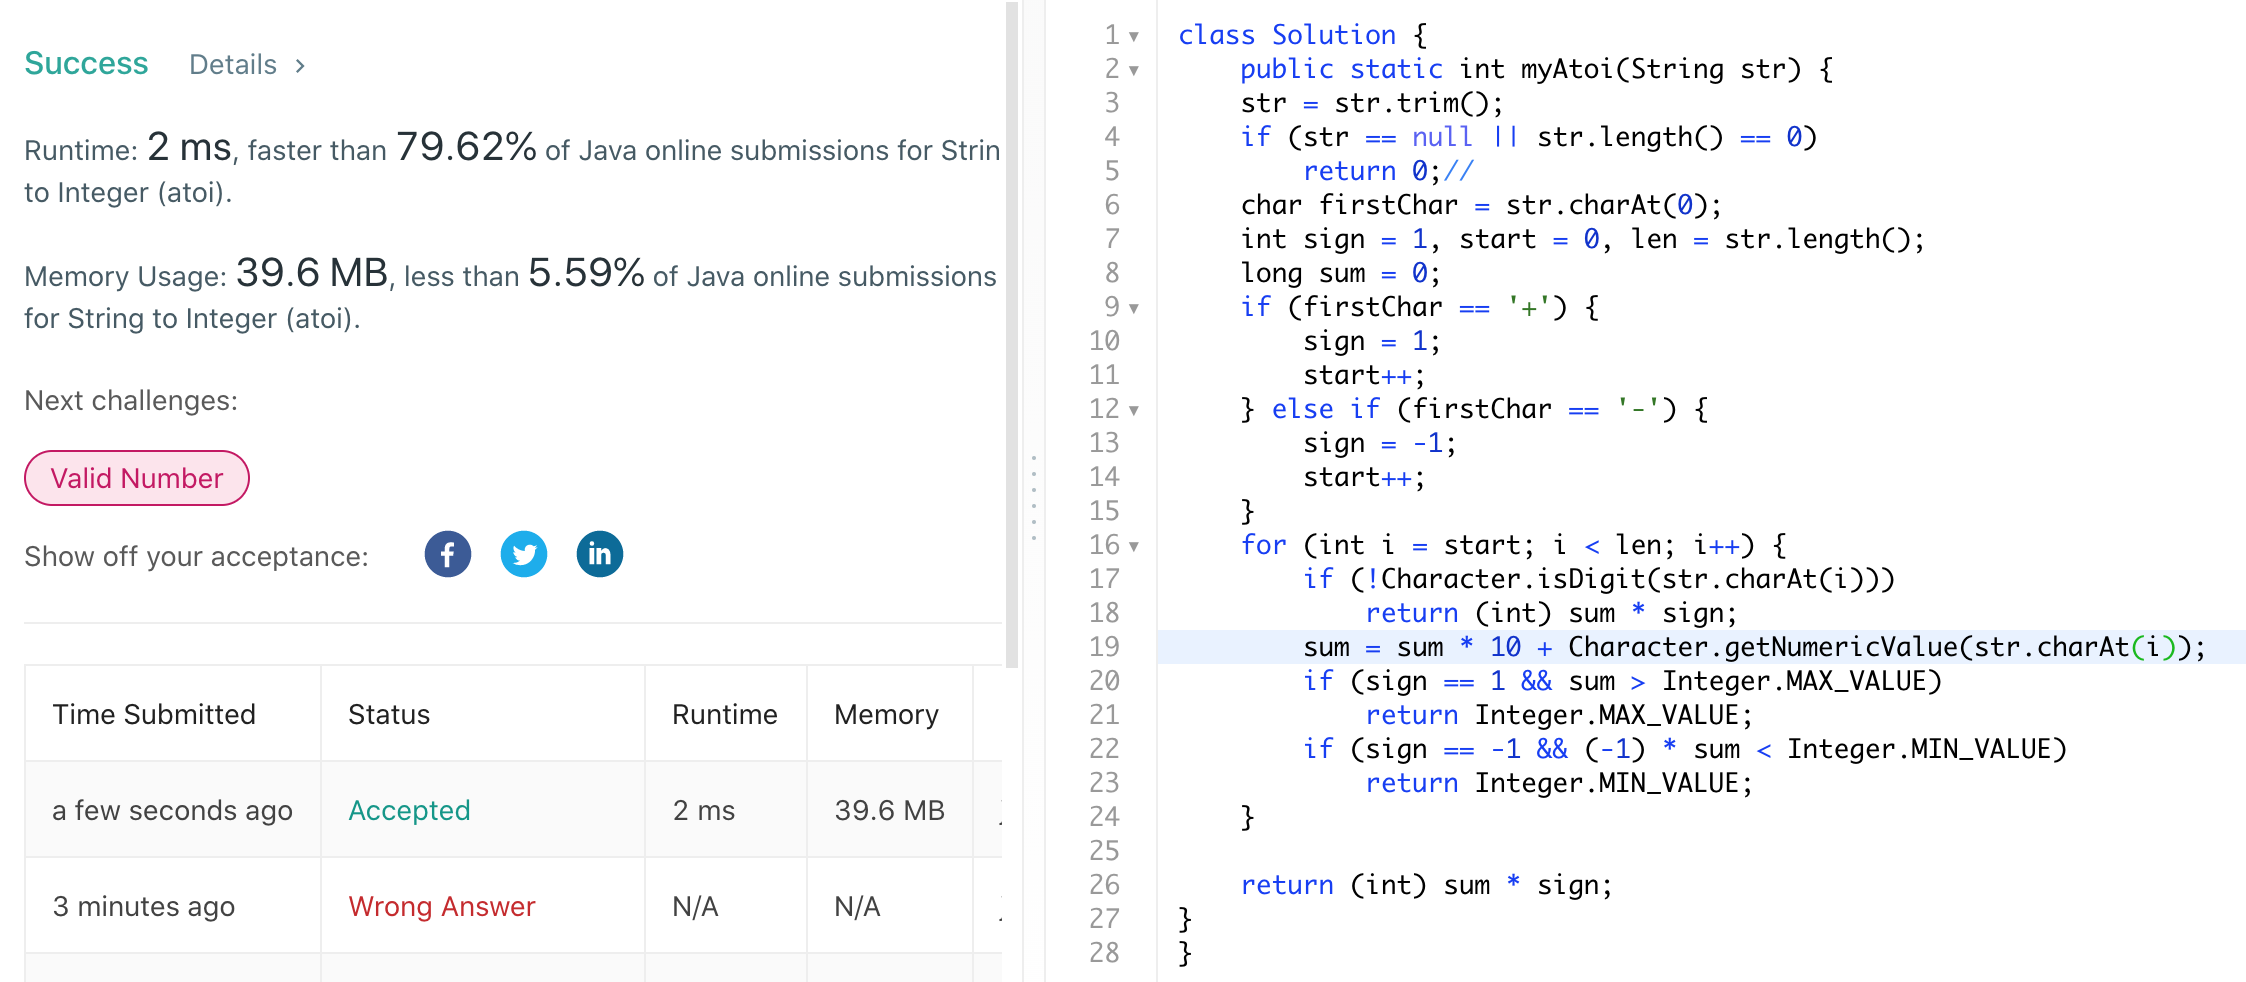 Success Details >
Runtime: 2 ms, faster than 79.62% of Java online submissions for Strin
to Integer (atoi).
Memory Usage: 39.6 MB, less than 5.59% of Java online submissions
for String to Integer (atoi).
Next challenges:
Valid Number
Show off your acceptance: f in
Time Submitted Status Runtime Memory
a few seconds ago Accepted 2 ms 39.6 MB
3 minutes ago Wrong Answer N/A N/A
1 class Solution {
2     public static int myAtoi(String str) {
3     str = str.trim();
4     if (str == null || str.length() == 0)
5         return 0;//
6     char firstChar = str.charAt(0);
7     int sign = 1, start = 0, len = str.length();
8     long sum = 0;
9     if (firstChar == '+') {
10         sign = 1;
11         start++;
12     } else if (firstChar == '-') {
13         sign = -1;
14         start++;
15     }
16     for (int i = start; i < len; i++) {
17         if (!Character.isDigit(str.charAt(i)))
18             return (int) sum * sign;
19         sum = sum * 10 + Character.getNumericValue(str.charAt(i));
20         if (sign == 1 && sum > Integer.MAX_VALUE)
21             return Integer.MAX_VALUE;
22         if (sign == -1 && (-1) * sum < Integer.MIN_VALUE)
23             return Integer.MIN_VALUE;
24     }
25
26     return (int) sum * sign;
27 }
28 }